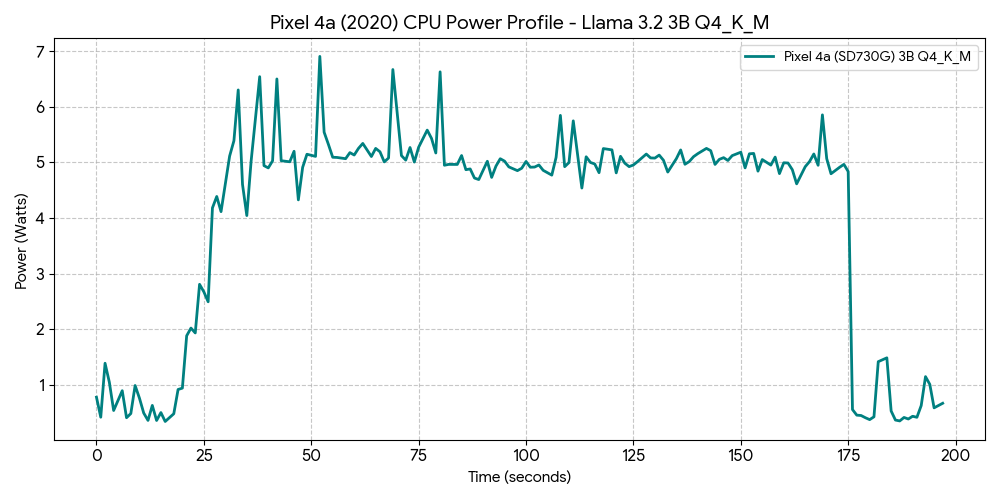 Pixel 4a (2020) CPU Power Profile - Llama 3.2 3B Q4_K_M
Pixel 4a (SD730G) 3B Q4_K_M
7
6
5
4
3
2
1
Power (Watts)
0 25 50 75 100 125 150 175 200
Time (seconds)